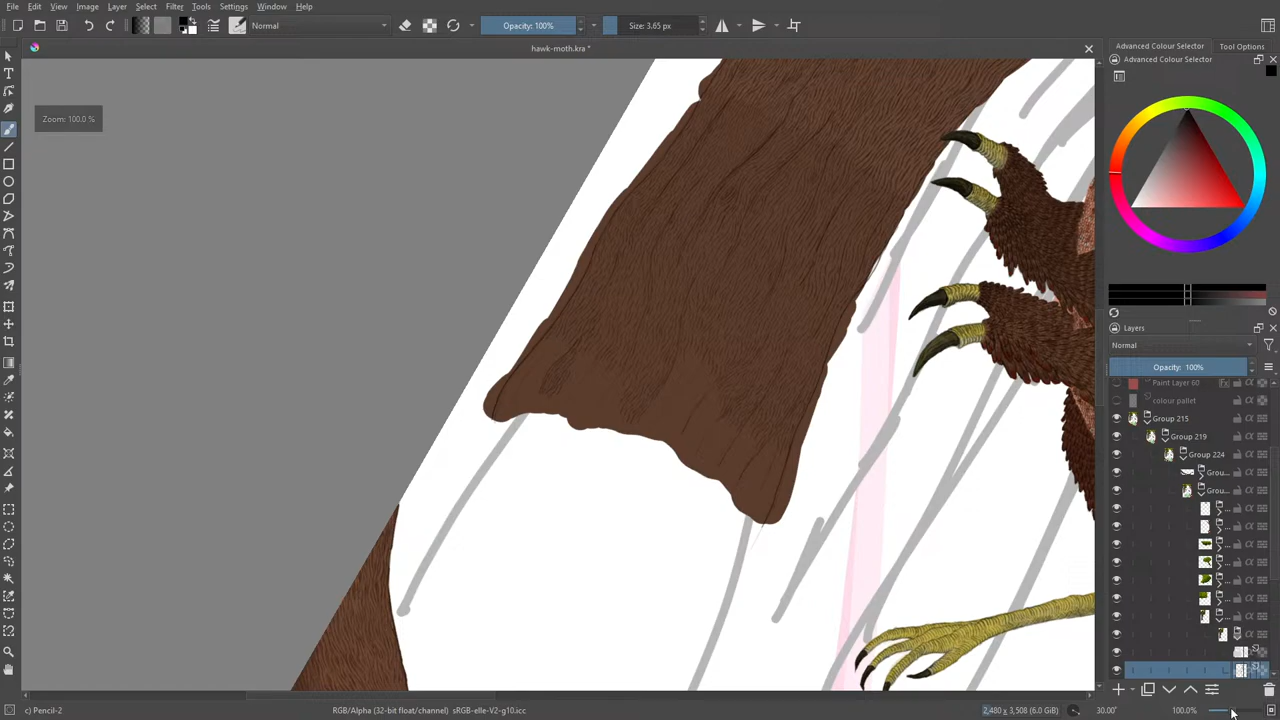 File Edit View Image Layer Select Filter Tools Settings Window Help
Normal Opacity: 100% Size: 3.65 px
hawk-moth.kra *
Advanced Colour Selector Tool Options
Advanced Colour Selector
Zoom: 100.0 %
Layers
Normal
Opacity: 100%
Paint Layer 60
colour pallet
Group 215
Group 219
Group 224
Grou...
Grou...
c) Pencil-2 RGB/Alpha (32-bit float/channel) sRGB-elle-V2-g10.icc 2,480 x 3,508 (6.0 GiB) 30.00° 100.0%